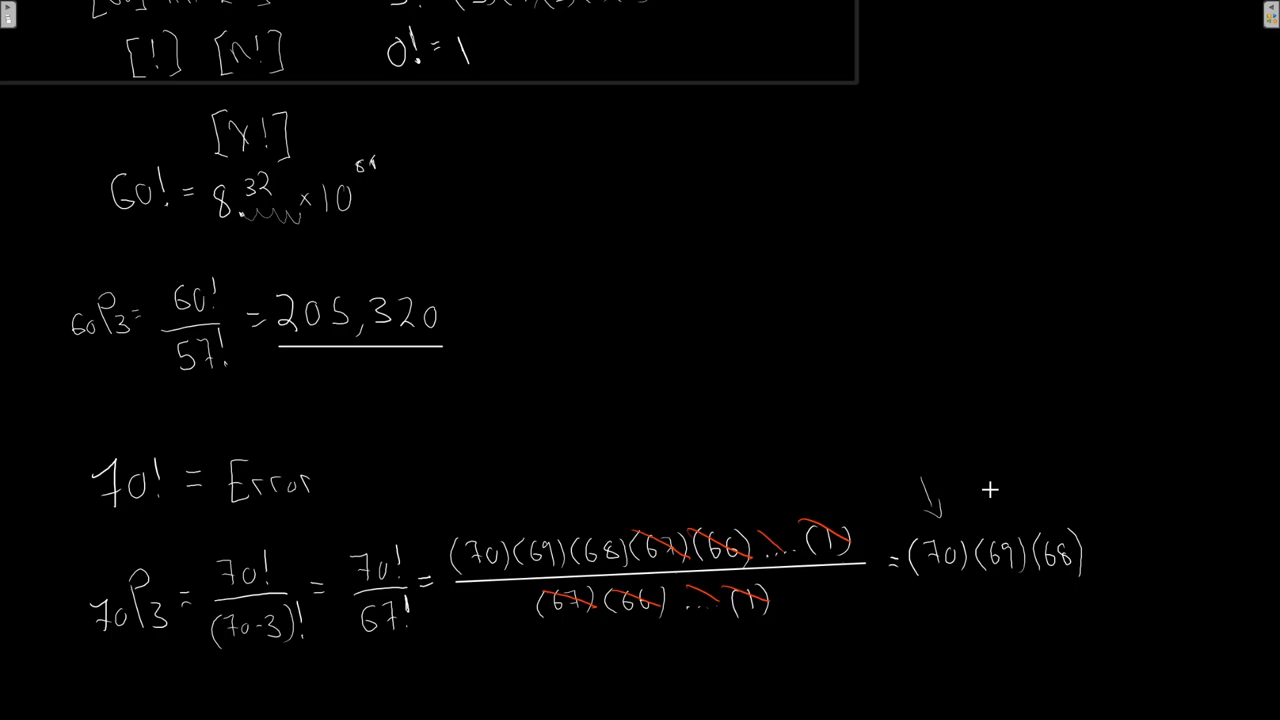 [!] [n!] 0! = 1
[x!]
60! = 8.32 × 10
60P3 = 60! / 57! = 205,320
70! = Error
70P3 = 70! / (70-3)! = 70! / 67! = (70)(69)(68)(67)(66) .... (1) / (67)(66) .... (1) = (70)(69)(68)